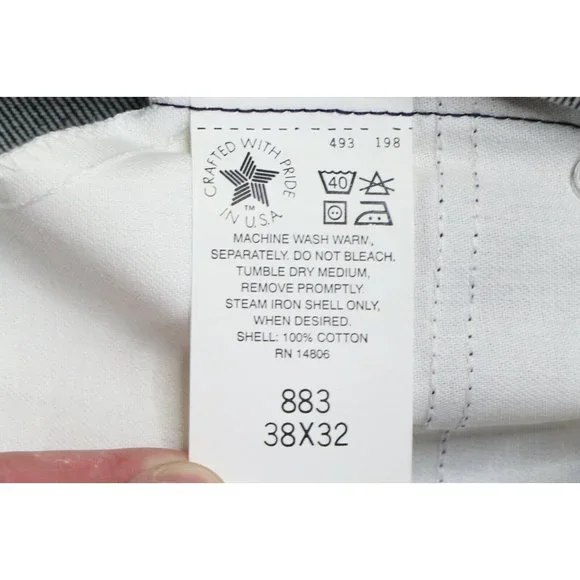 493 198
CRAFTED WITH PRIDE
IN U.S.A.
TM
40
MACHINE WASH WARM,
SEPARATELY. DO NOT BLEACH.
TUMBLE DRY MEDIUM,
REMOVE PROMPTLY
STEAM IRON SHELL ONLY,
WHEN DESIRED.
SHELL: 100% COTTON
RN 14806
883
38X32